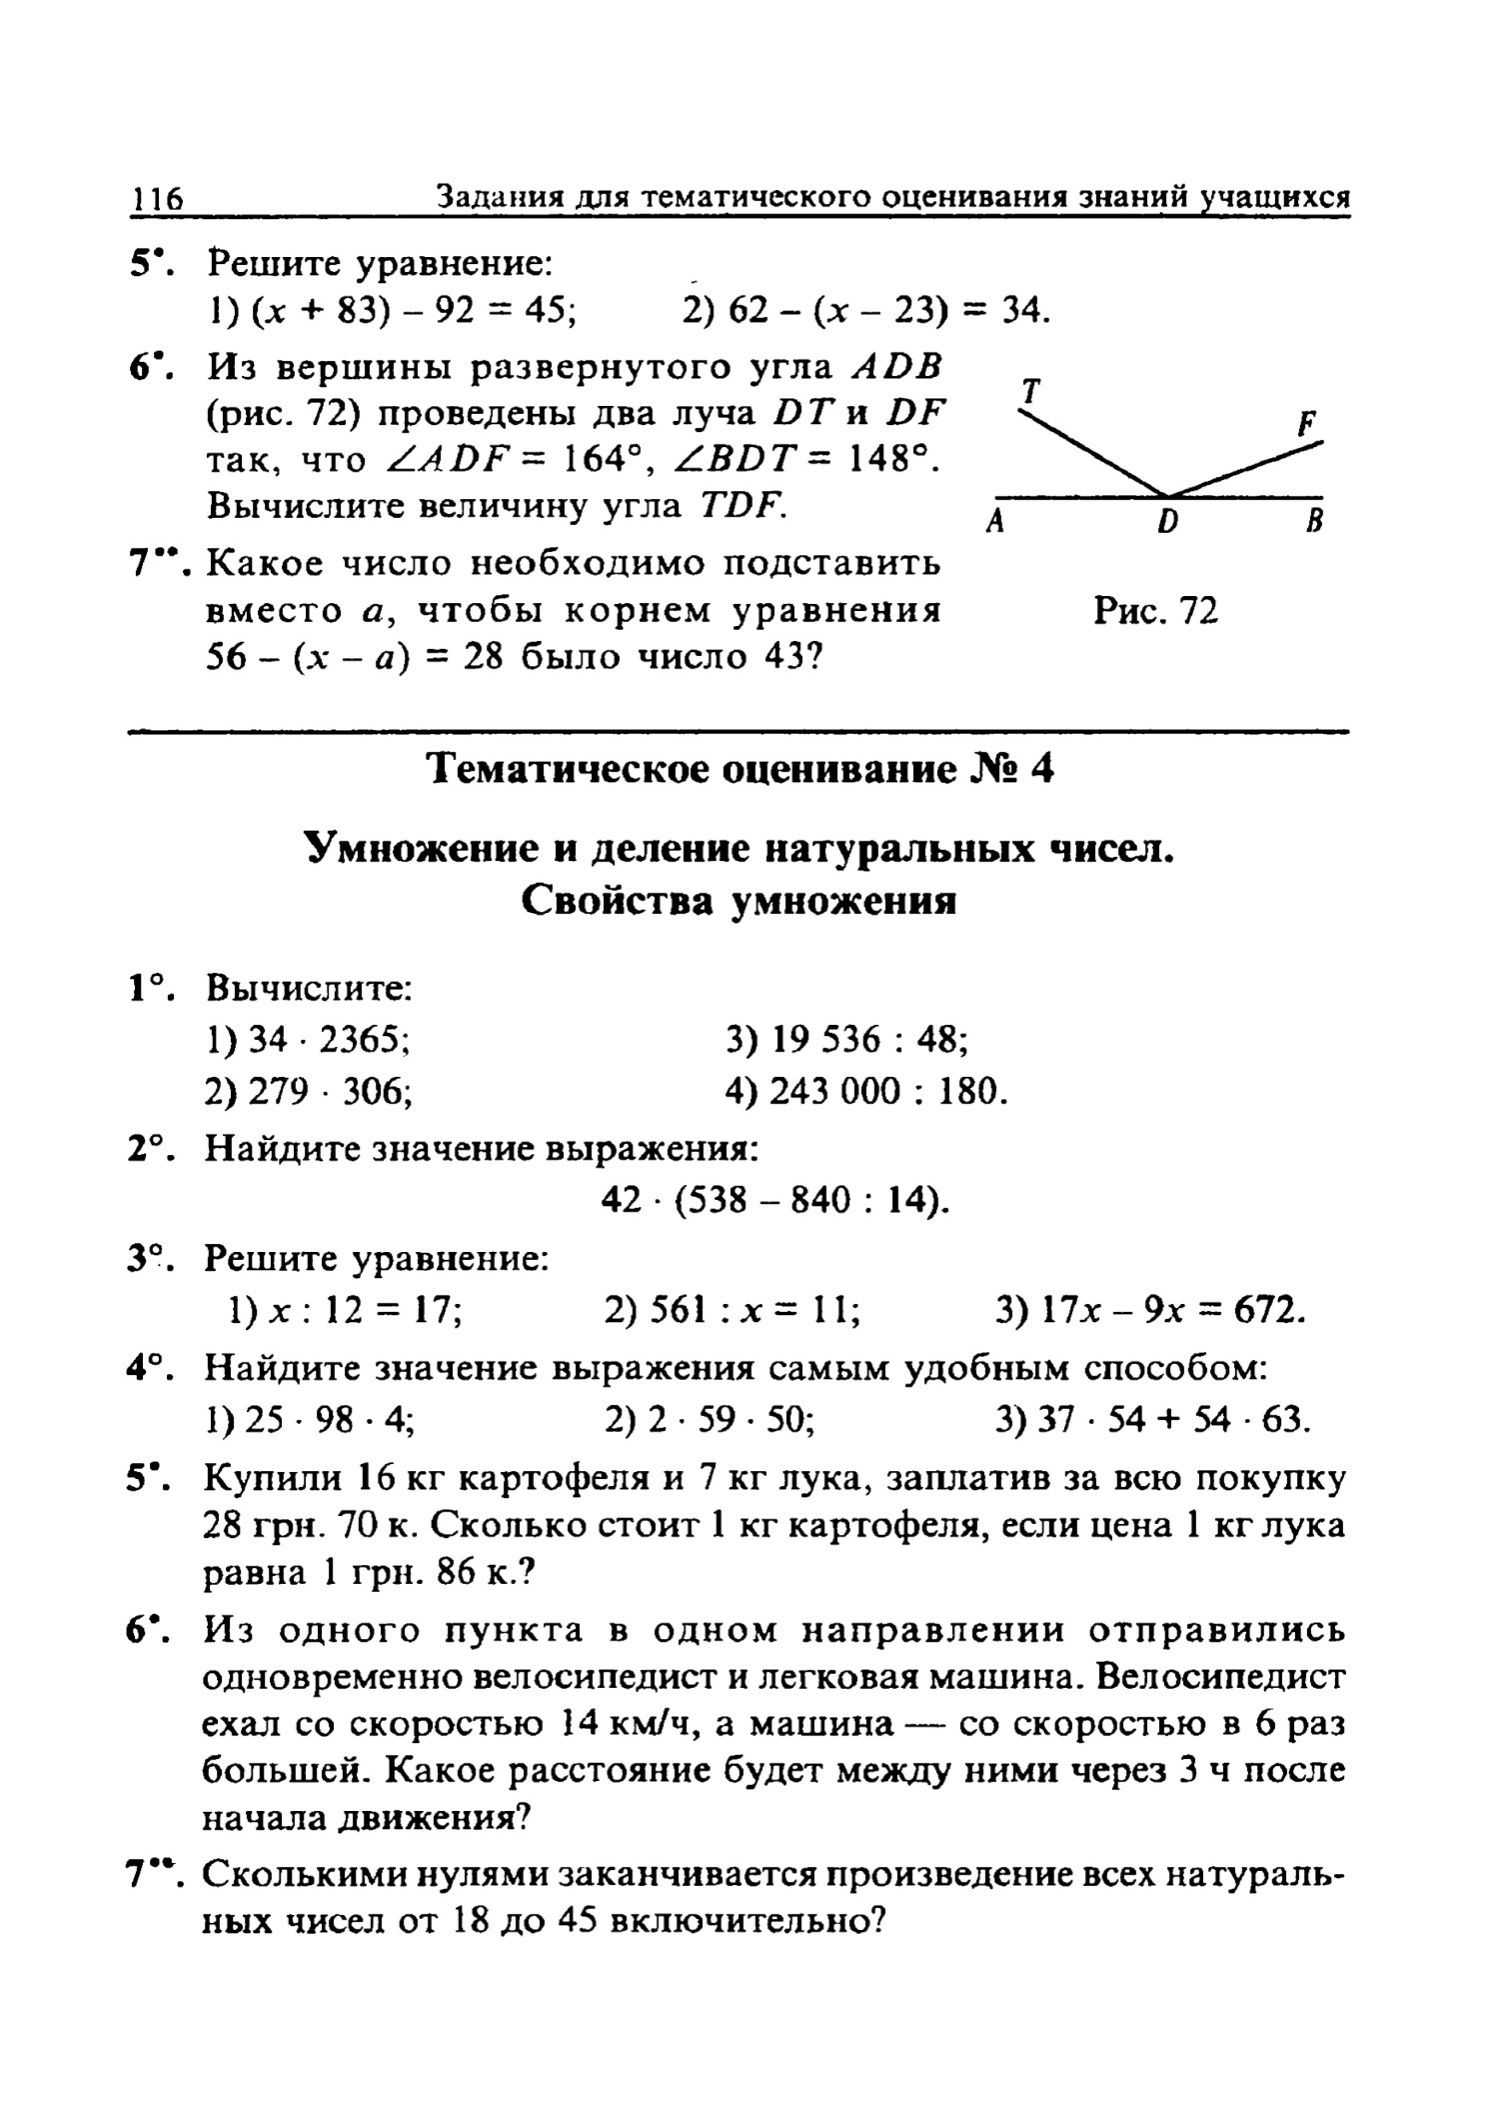 116 Задания для тематического оценивания знаний учащихся
5•. Решите уравнение:
1) (x + 83) – 92 = 45; 2) 62 – (x – 23) = 34.
6•. Из вершины развернутого угла ADB
(рис. 72) проведены два луча DT и DF
так, что ∠ADF = 164°, ∠BDT = 148°.
Вычислите величину угла TDF.
T
F
A D B
7••. Какое число необходимо подставить
вместо a, чтобы корнем уравнения
56 – (x – a) = 28 было число 43?
Рис. 72
Тематическое оценивание № 4
Умножение и деление натуральных чисел.
Свойства умножения
1°. Вычислите:
1) 34 · 2365; 3) 19 536 : 48;
2) 279 · 306; 4) 243 000 : 180.
2°. Найдите значение выражения:
42 · (538 – 840 : 14).
3°. Решите уравнение:
1) x : 12 = 17; 2) 561 : x = 11; 3) 17x – 9x = 672.
4°. Найдите значение выражения самым удобным способом:
1) 25 · 98 · 4; 2) 2 · 59 · 50; 3) 37 · 54 + 54 · 63.
5•. Купили 16 кг картофеля и 7 кг лука, заплатив за всю покупку
28 грн. 70 к. Сколько стоит 1 кг картофеля, если цена 1 кг лука
равна 1 грн. 86 к.?
6•. Из одного пункта в одном направлении отправились
одновременно велосипедист и легковая машина. Велосипедист
ехал со скоростью 14 км/ч, а машина — со скоростью в 6 раз
большей. Какое расстояние будет между ними через 3 ч после
начала движения?
7••. Сколькими нулями заканчивается произведение всех натураль-
ных чисел от 18 до 45 включительно?